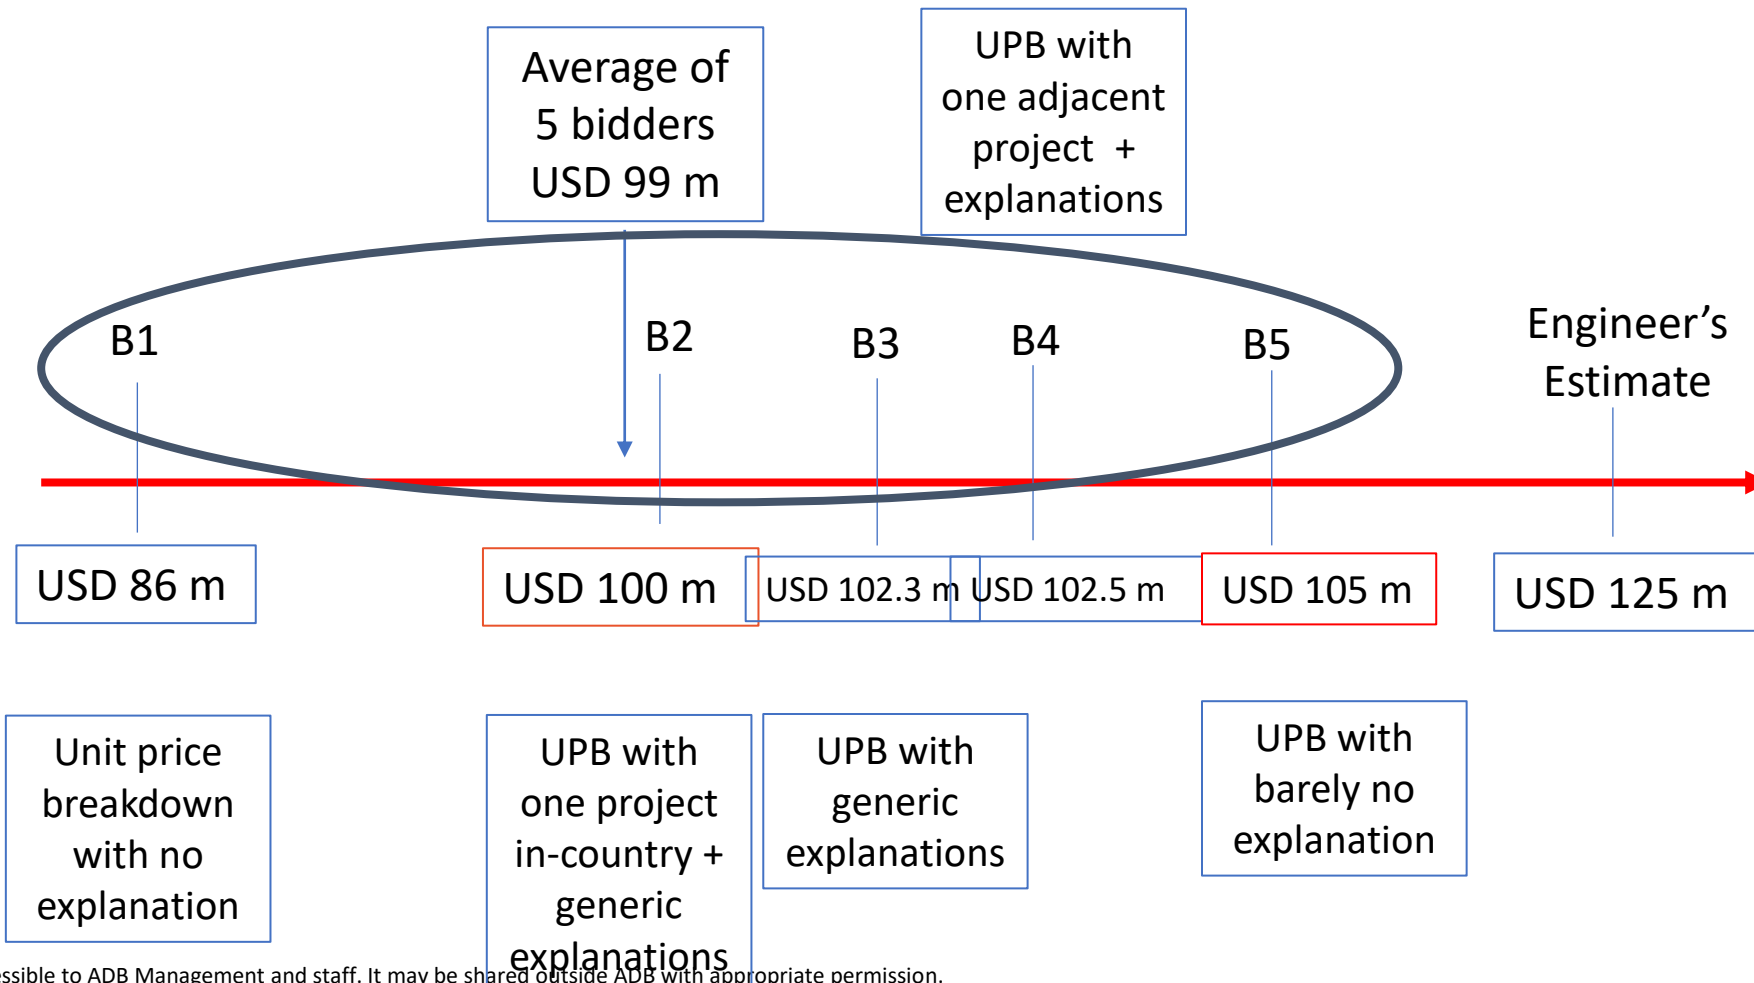 Average of
5 bidders
USD 99 m
UPB with
one adjacent
project +
explanations
B1
B2
B3
B4
B5
Engineer’s
Estimate
USD 86 m
USD 100 m
USD 102.3 m
USD 102.5 m
USD 105 m
USD 125 m
Unit price
breakdown
with no
explanation
UPB with
one project
in-country +
generic
explanations
UPB with
generic
explanations
UPB with
barely no
explanation
essible to ADB Management and staff. It may be shared outside ADB with appropriate permission.